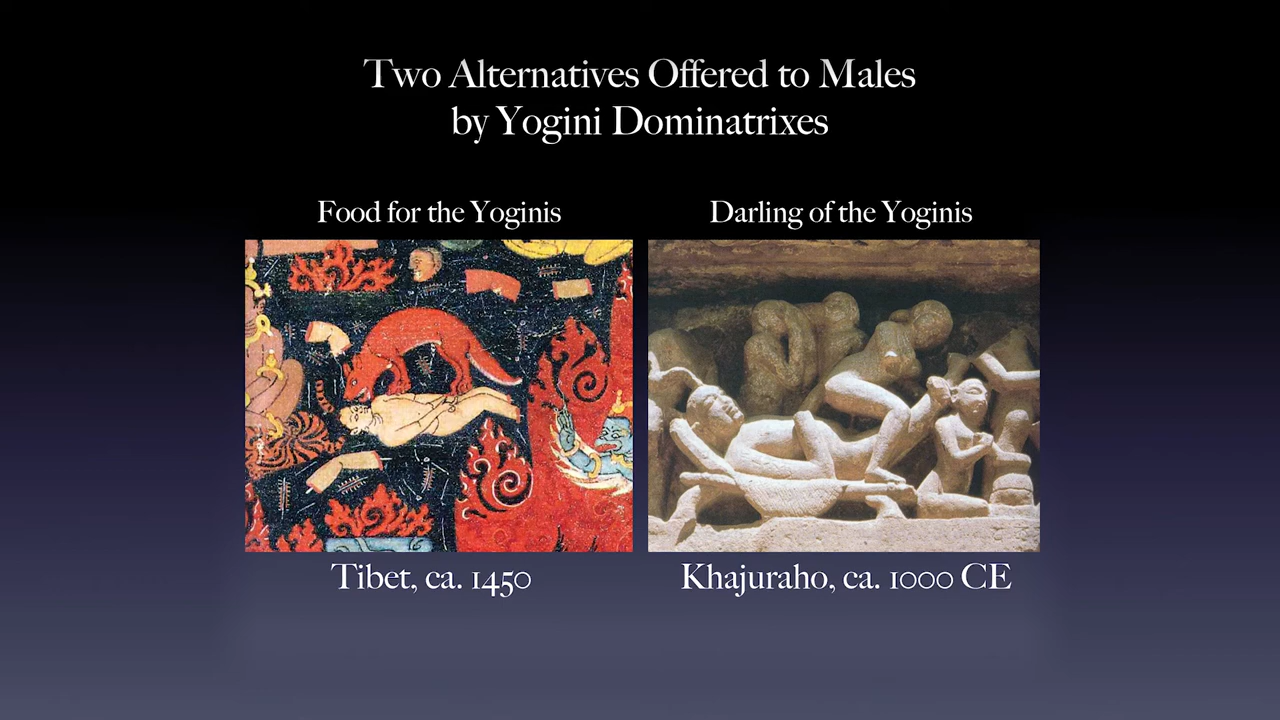 Two Alternatives Offered to Males
by Yogini Dominatrixes
Food for the Yoginis
Darling of the Yoginis
Tibet, ca. 1450
Khajuraho, ca. 1000 CE